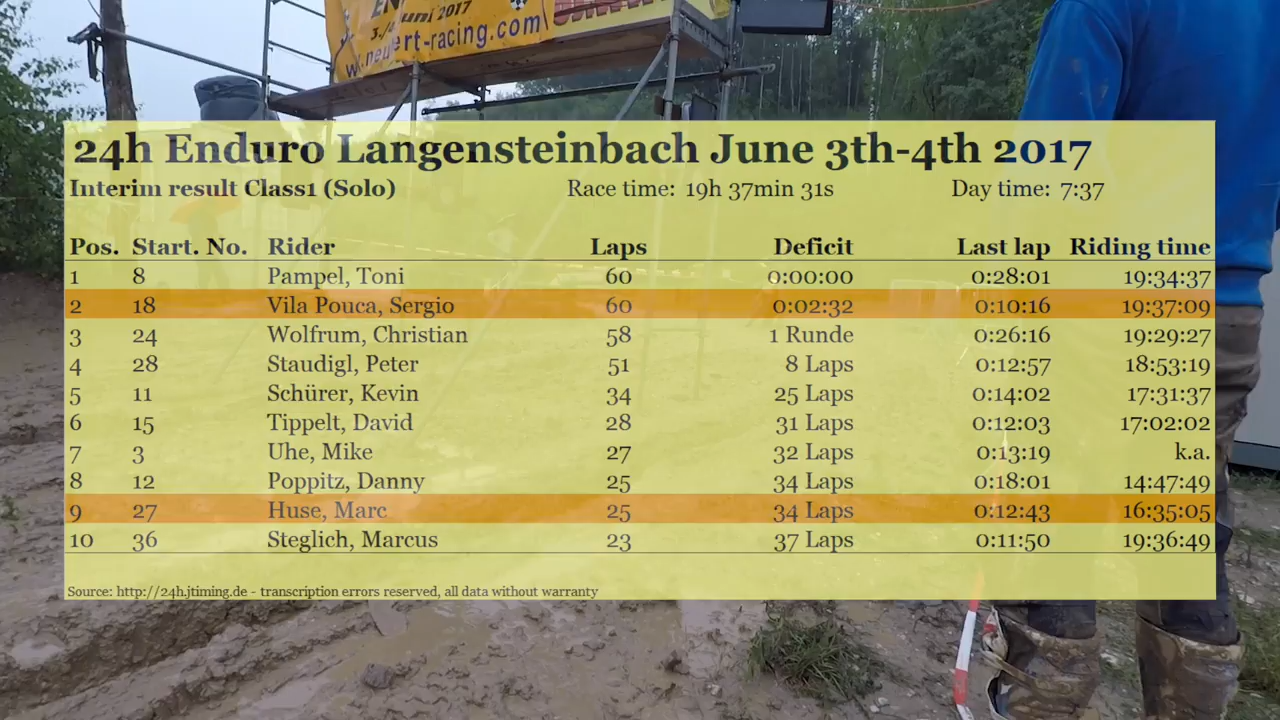 3./4. Juni 2017
24h Enduro Langensteinbach June 3th-4th 2017
Interim result Class1 (Solo) Race time: 19h 37min 31s Day time: 7:37
Pos. Start. No. Rider Laps Deficit Last lap Riding time
1 8 Pampel, Toni 60 0:00:00 0:28:01 19:34:37
2 18 Vila Pouca, Sergio 60 0:02:32 0:10:16 19:37:09
3 24 Wolfrum, Christian 58 1 Runde 0:26:16 19:29:27
4 28 Staudigl, Peter 51 8 Laps 0:12:57 18:53:19
5 11 Schürer, Kevin 34 25 Laps 0:14:02 17:31:37
6 15 Tippelt, David 28 31 Laps 0:12:03 17:02:02
7 3 Uhe, Mike 27 32 Laps 0:13:19 k.a.
8 12 Poppitz, Danny 25 34 Laps 0:18:01 14:47:49
9 27 Huse, Marc 25 34 Laps 0:12:43 16:35:05
10 36 Steglich, Marcus 23 37 Laps 0:11:50 19:36:49
Source: http://24h.jtiming.de - transcription errors reserved, all data without warranty